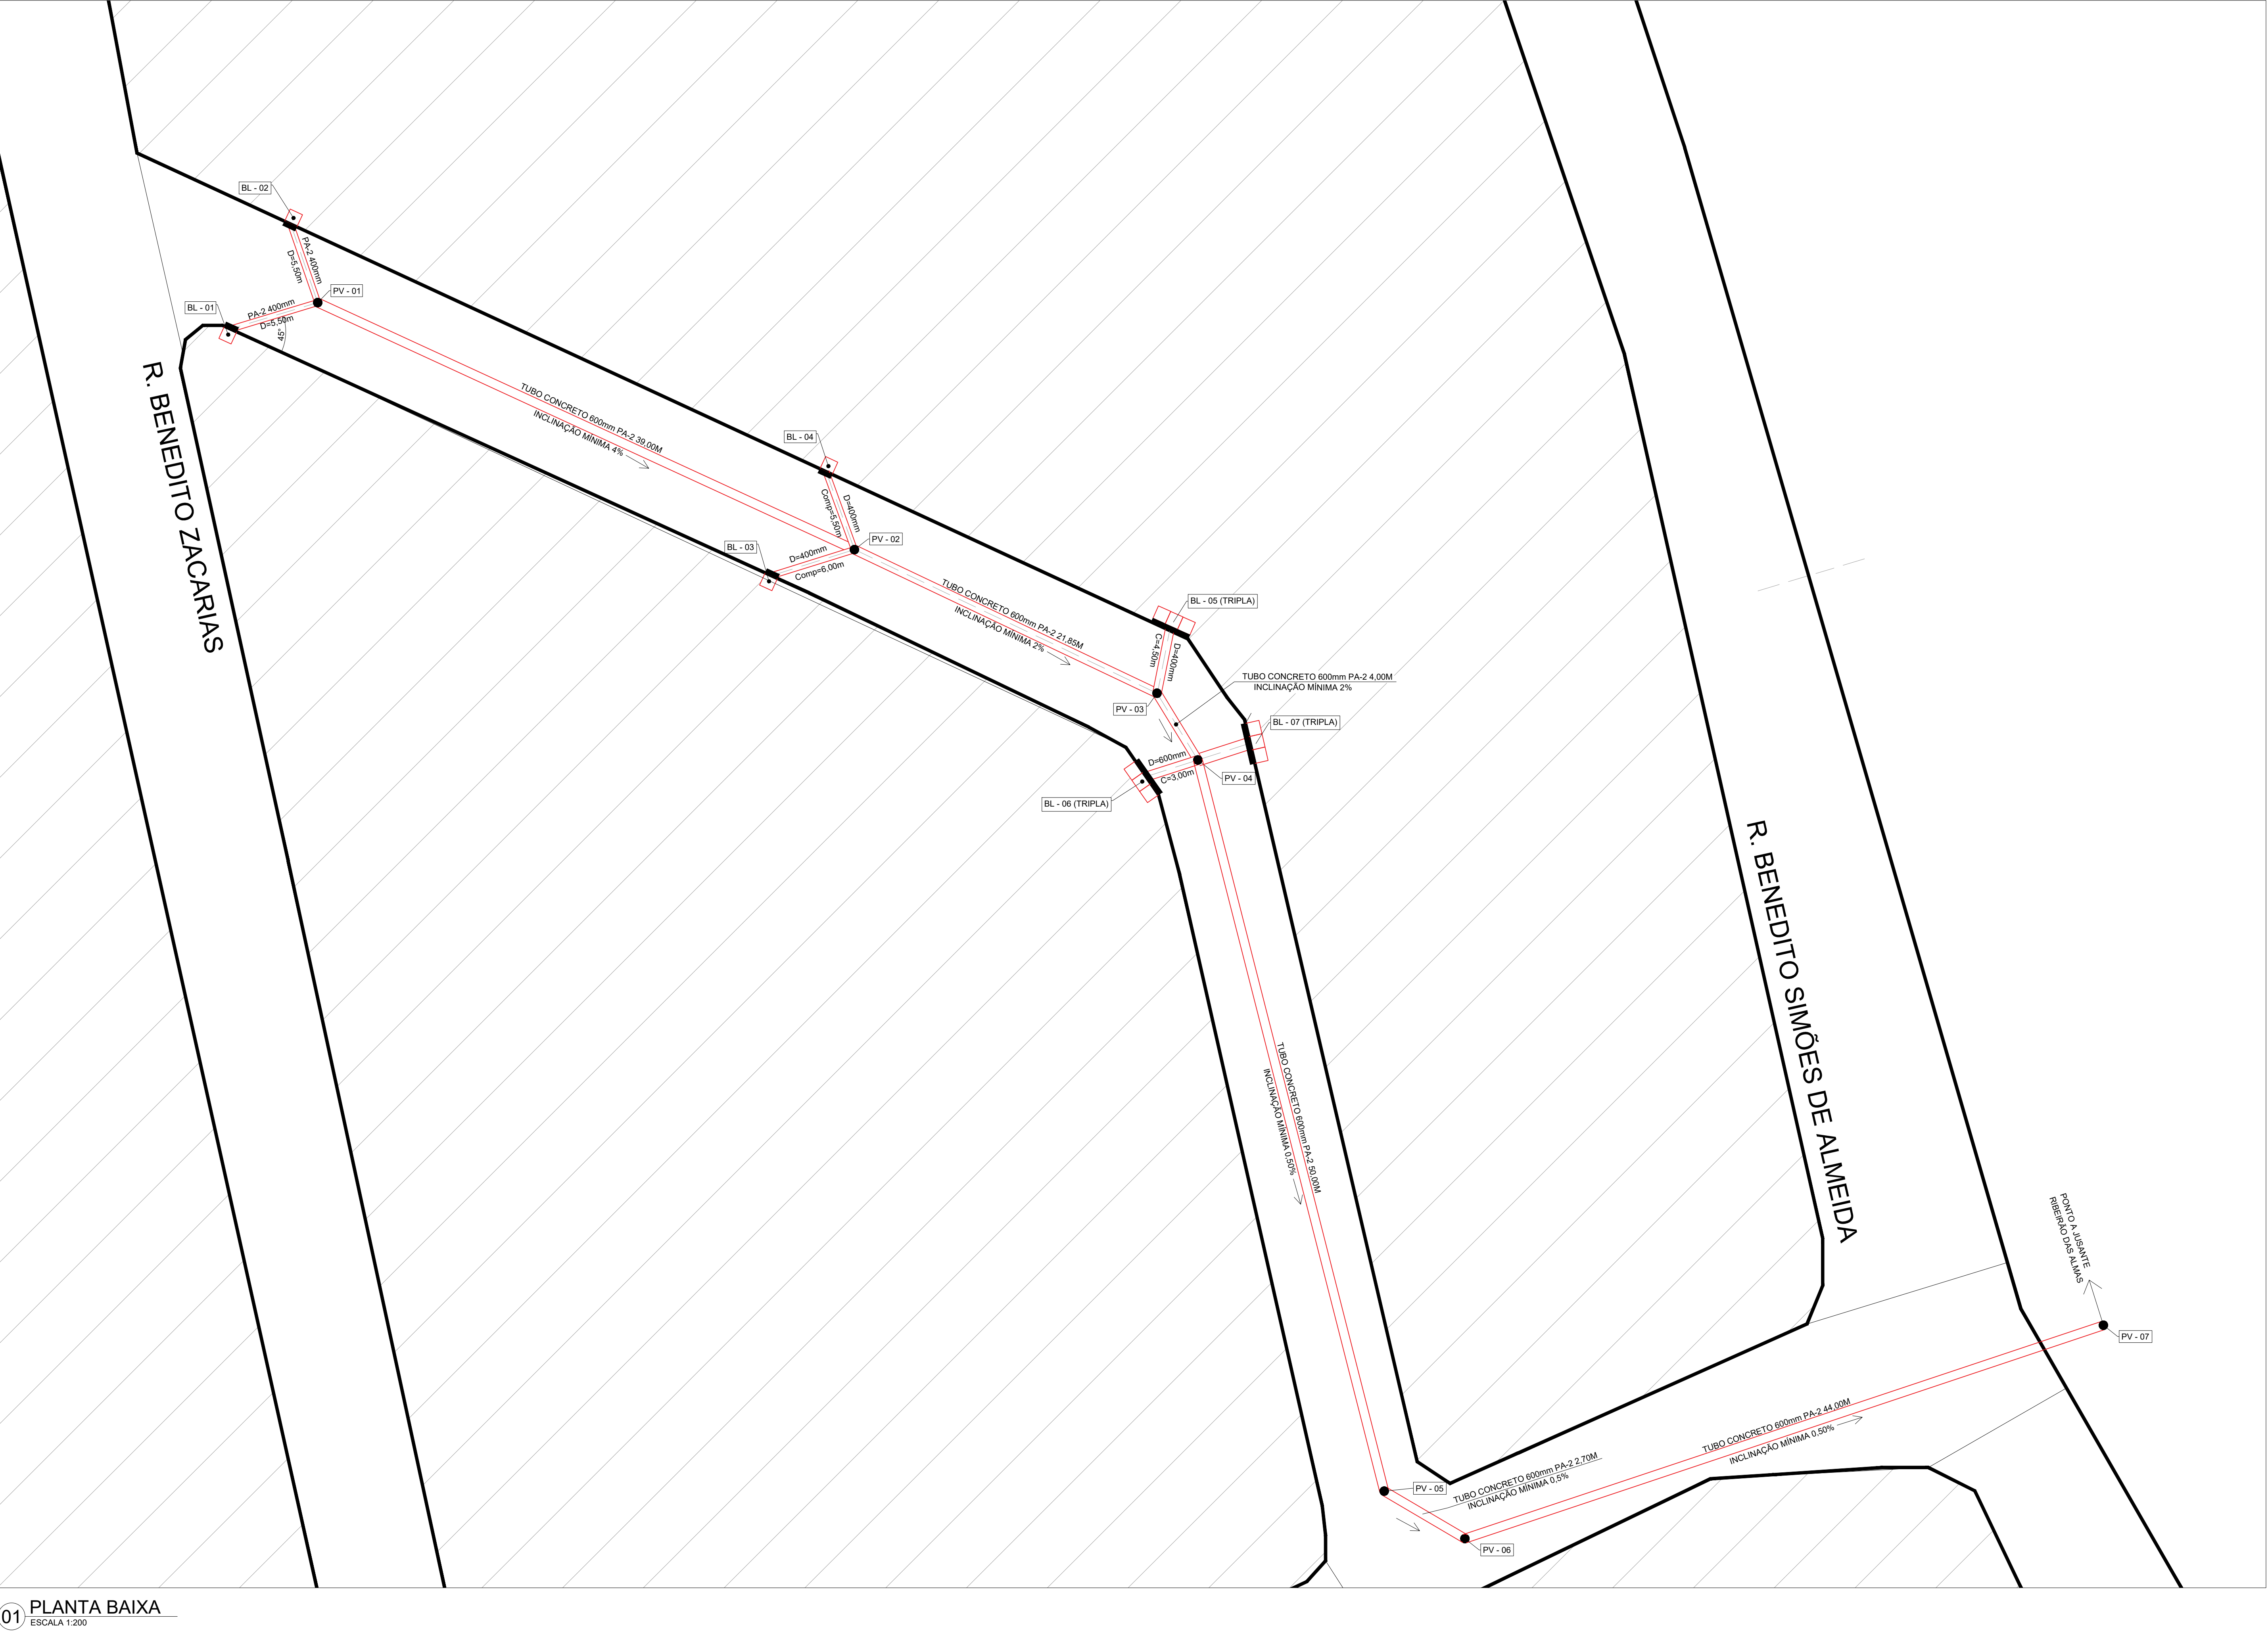 BL - 02
PA-2 400mm
D=5,50m
PV - 01
BL - 01
PA-2 400mm
D=5,50m
45°
R. BENEDITO ZACARIAS
TUBO CONCRETO 600mm PA-2 39,00M
INCLINAÇÃO MÍNIMA 4%
BL - 04
D=400mm
Comp=5,50m
PV - 02
BL - 03
D=400mm
Comp=6,00m
TUBO CONCRETO 600mm PA-2 21,85M
INCLINAÇÃO MÍNIMA 2%
BL - 05 (TRIPLA)
C=4,50m
D=400mm
TUBO CONCRETO 600mm PA-2 4,00M
INCLINAÇÃO MÍNIMA 2%
PV - 03
BL - 07 (TRIPLA)
D=600mm
C=3,00m
PV - 04
BL - 06 (TRIPLA)
R. BENEDITO SIMÕES DE ALMEIDA
TUBO CONCRETO 600mm PA-2 50,00M
INCLINAÇÃO MÍNIMA 0,50%
PONTO A JUSANTE
RIBEIRÃO DAS ALMAS
PV - 07
TUBO CONCRETO 600mm PA-2 44,00M
INCLINAÇÃO MÍNIMA 0,50%
TUBO CONCRETO 600mm PA-2 2,70M
INCLINAÇÃO MÍNIMA 0,5%
PV - 05
PV - 06
01 PLANTA BAIXA
ESCALA 1:200